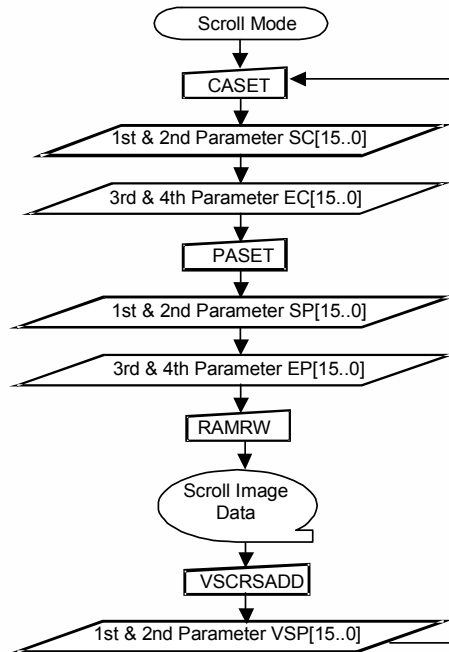 Scroll Mode
CASET
1st & 2nd Parameter SC[15..0]
3rd & 4th Parameter EC[15..0]
PASET
1st & 2nd Parameter SP[15..0]
3rd & 4th Parameter EP[15..0]
RAMRW
Scroll Image
Data
VSCRSADD
1st & 2nd Parameter VSP[15..0]